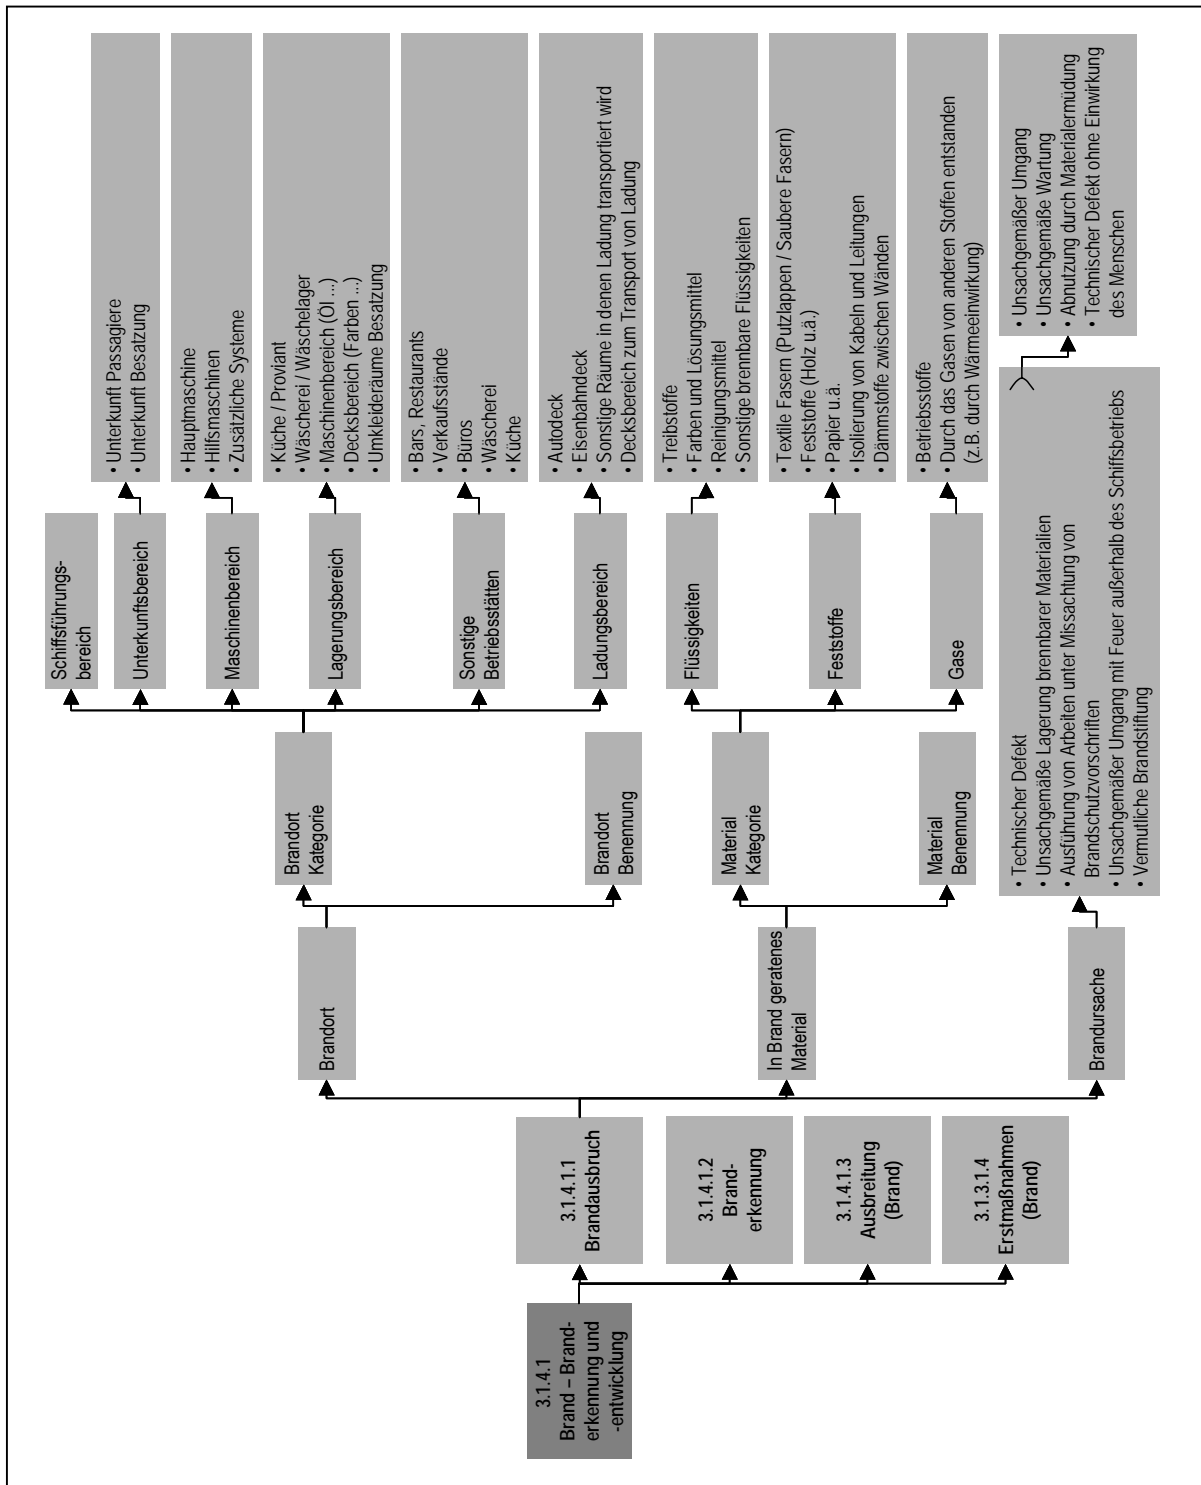 3.1.4.1
Brand – Brand-
erkennung und
-entwicklung
3.1.4.1.1
Brandausbruch
3.1.4.1.2
Brand-
erkennung
3.1.4.1.3
Ausbreitung
(Brand)
3.1.3.1.4
Erstmaßnahmen
(Brand)
Brandort
In Brand geratenes
Material
Brandursache
Brandort
Kategorie
Brandort
Benennung
Material
Kategorie
Material
Benennung
• Technischer Defekt
• Unsachgemäße Lagerung brennbarer Materialien
• Ausführung von Arbeiten unter Missachtung von
Brandschutzvorschriften
• Unsachgemäßer Umgang mit Feuer außerhalb des Schiffsbetriebs
• Vermutliche Brandstiftung
Schiffsführungs-
bereich
Unterkunftsbereich
Maschinenbereich
Lagerungsbereich
Sonstige
Betriebsstätten
Ladungsbereich
Flüssigkeiten
Feststoffe
Gase
• Unterkunft Passagiere
• Unterkunft Besatzung
• Hauptmaschine
• Hilfsmaschinen
• Zusätzliche Systeme
• Küche / Proviant
• Wäscherei / Wäschelager
• Maschinenbereich (Öl ...)
• Decksbereich (Farben ...)
• Umkleideräume Besatzung
• Bars, Restaurants
• Verkaufsstände
• Büros
• Wäscherei
• Küche
• Autodeck
• Eisenbahndeck
• Sonstige Räume in denen Ladung transportiert wird
• Decksbereich zum Transport von Ladung
• Treibstoffe
• Farben und Lösungsmittel
• Reinigungsmittel
• Sonstige brennbare Flüssigkeiten
• Textile Fasern (Putzlappen / Saubere Fasern)
• Feststoffe (Holz u.ä.)
• Papier u.ä.
• Isolierung von Kabeln und Leitungen
• Dämmstoffe zwischen Wänden
• Betriebsstoffe
• Durch das Gasen von anderen Stoffen entstanden
(z.B. durch Wärmeeinwirkung)
• Unsachgemäßer Umgang
• Unsachgemäße Wartung
• Abnutzung durch Materialermüdung
• Technischer Defekt ohne Einwirkung
des Menschen